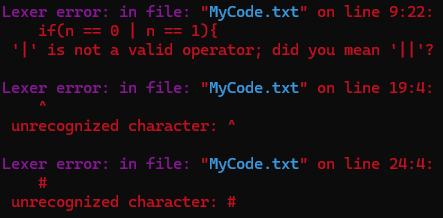 Lexer error: in file: "MyCode.txt" on line 9:22:
if(n == 0 | n == 1){
'|' is not a valid operator; did you mean '||'?
Lexer error: in file: "MyCode.txt" on line 19:4:
^
unrecognized character: ^
Lexer error: in file: "MyCode.txt" on line 24:4:
#
unrecognized character: #